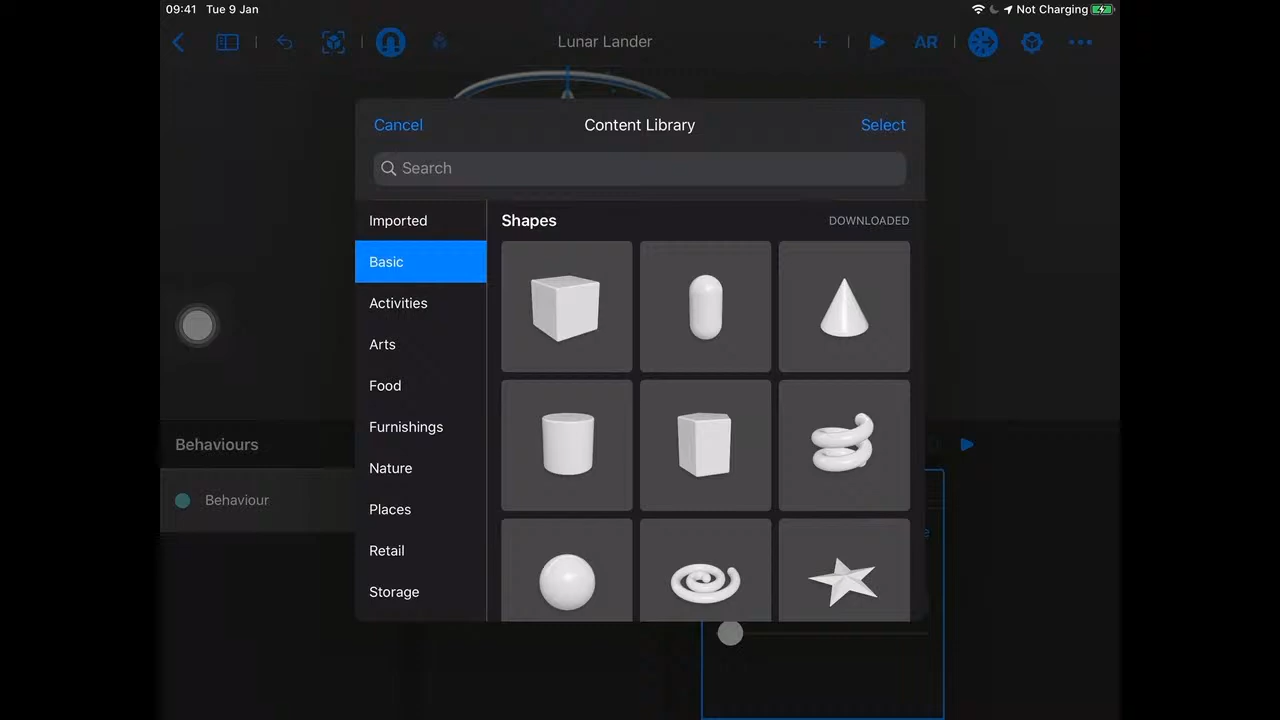 09:41 Tue 9 Jan
Not Charging
Lunar Lander
AR
Cancel
Content Library
Select
Search
Imported
Basic
Activities
Arts
Food
Furnishings
Nature
Places
Retail
Storage
Shapes
DOWNLOADED
Behaviours
Behaviour